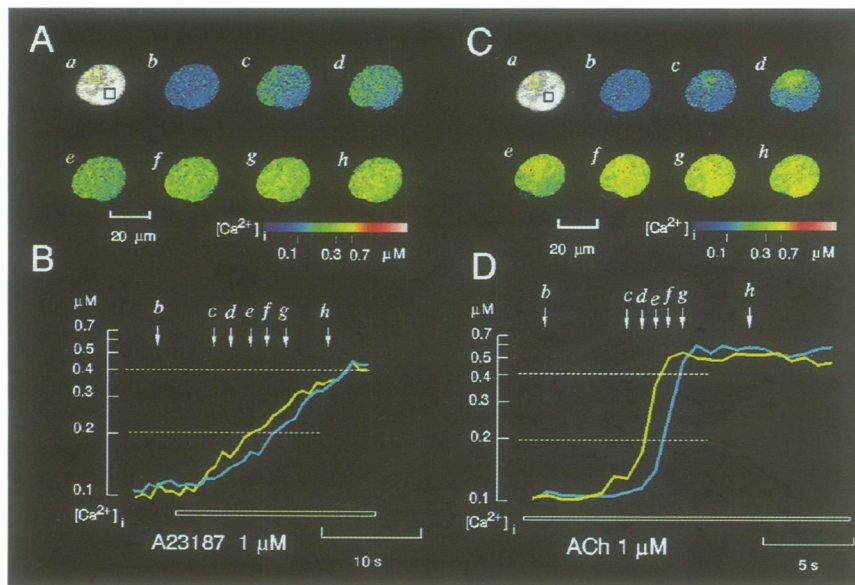 A
a b c d
e f g h
20 μm
[Ca²⁺]i
0.1 0.3 0.7 μM
B
μM
b c d e f g h
0.7
0.5
0.4
0.3
0.2
0.1
[Ca²⁺]i
A23187 1 μM
10 s
C
a b c d
e f g h
20 μm
[Ca²⁺]i
0.1 0.3 0.7 μM
D
μM
b c d e f g h
0.7
0.5
0.4
0.3
0.2
0.1
[Ca²⁺]i
ACh 1 μM
5 s